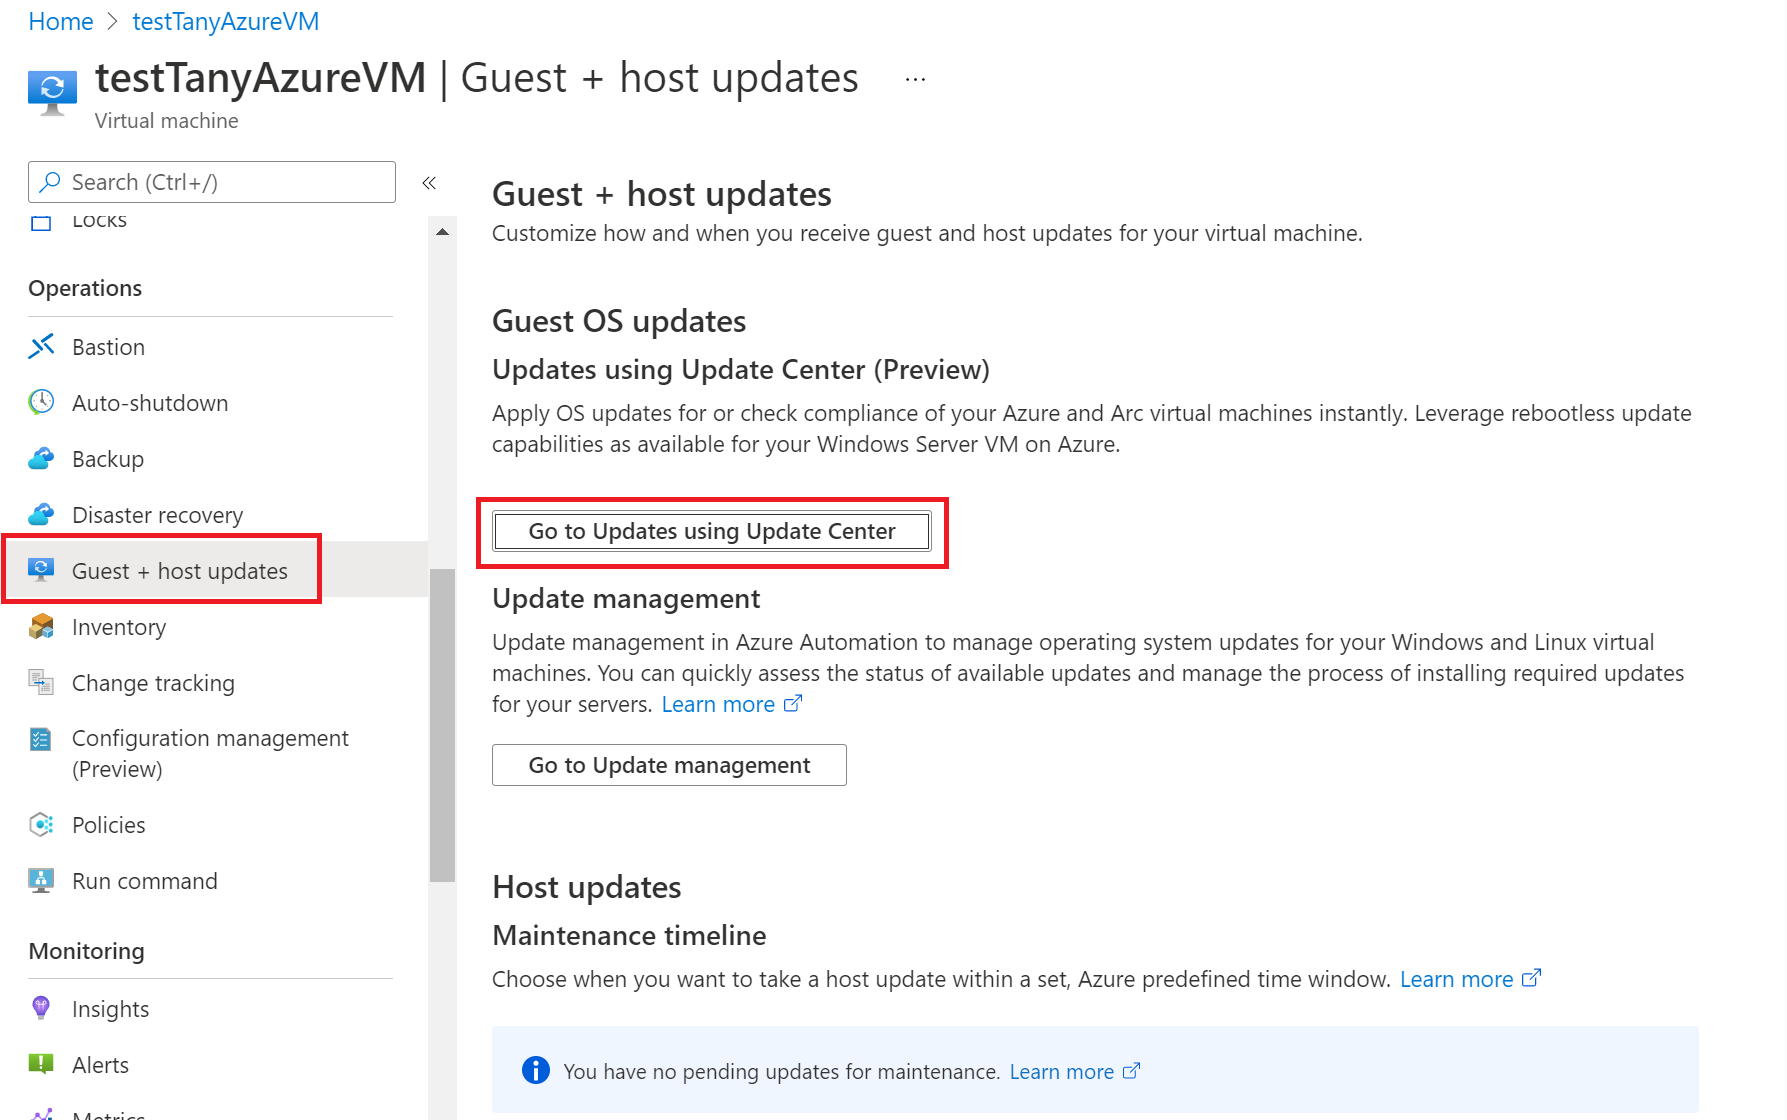 Home > testTanyAzureVM
testTanyAzureVM | Guest + host updates ...
Virtual machine
Search (Ctrl+/)
«
Locks
Operations
Bastion
Auto-shutdown
Backup
Disaster recovery
Guest + host updates
Inventory
Change tracking
Configuration management
(Preview)
Policies
Run command
Monitoring
Insights
Alerts
Metrics
Guest + host updates
Customize how and when you receive guest and host updates for your virtual machine.
Guest OS updates
Updates using Update Center (Preview)
Apply OS updates for or check compliance of your Azure and Arc virtual machines instantly. Leverage rebootless update
capabilities as available for your Windows Server VM on Azure.
Go to Updates using Update Center
Update management
Update management in Azure Automation to manage operating system updates for your Windows and Linux virtual
machines. You can quickly assess the status of available updates and manage the process of installing required updates
for your servers. Learn more
Go to Update management
Host updates
Maintenance timeline
Choose when you want to take a host update within a set, Azure predefined time window. Learn more
You have no pending updates for maintenance. Learn more